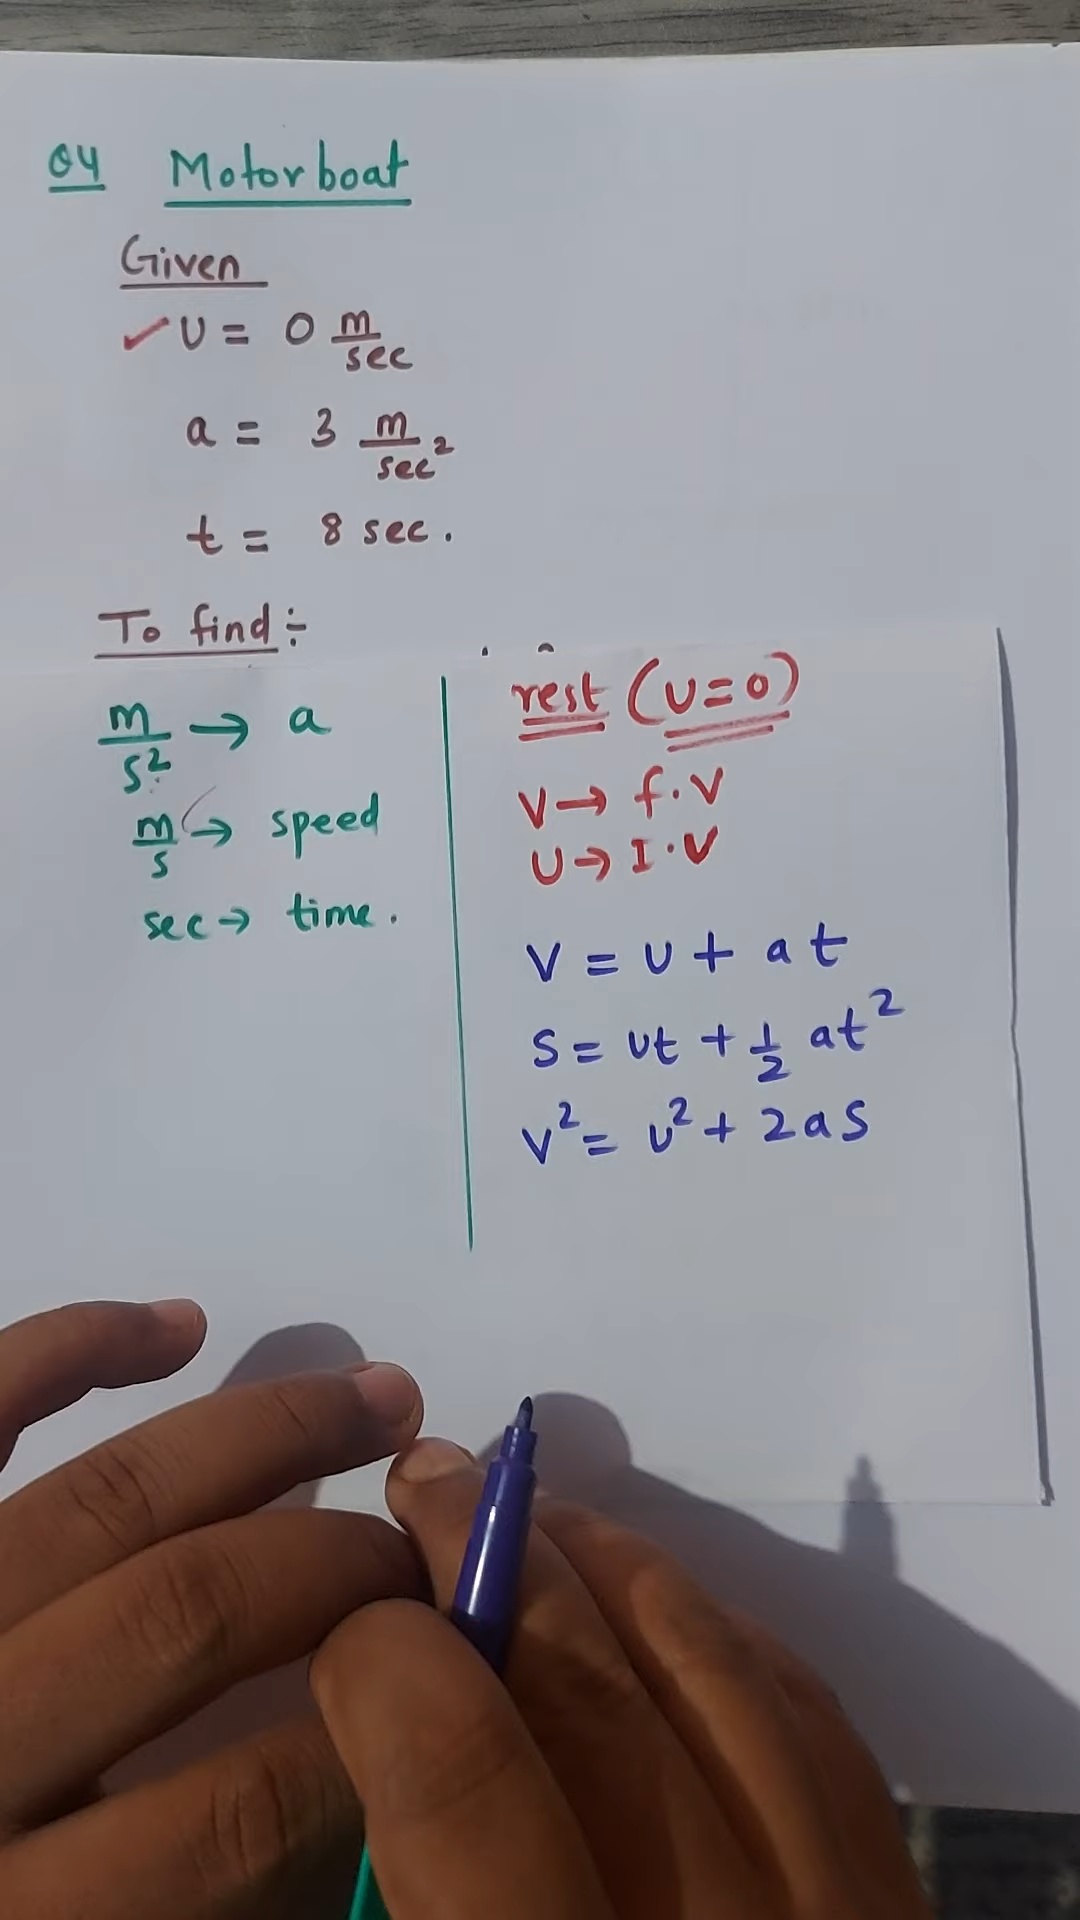 Q4 Motorboat
Given
✓ U = 0 m/sec
a = 3 m/sec²
t = 8 sec.
To find :-
m/s² → a
m/s → speed
sec → time.
rest (U=0)
V → f.V
U → I.V
V = U + at
S = Ut + 1/2 at²
V² = U² + 2aS